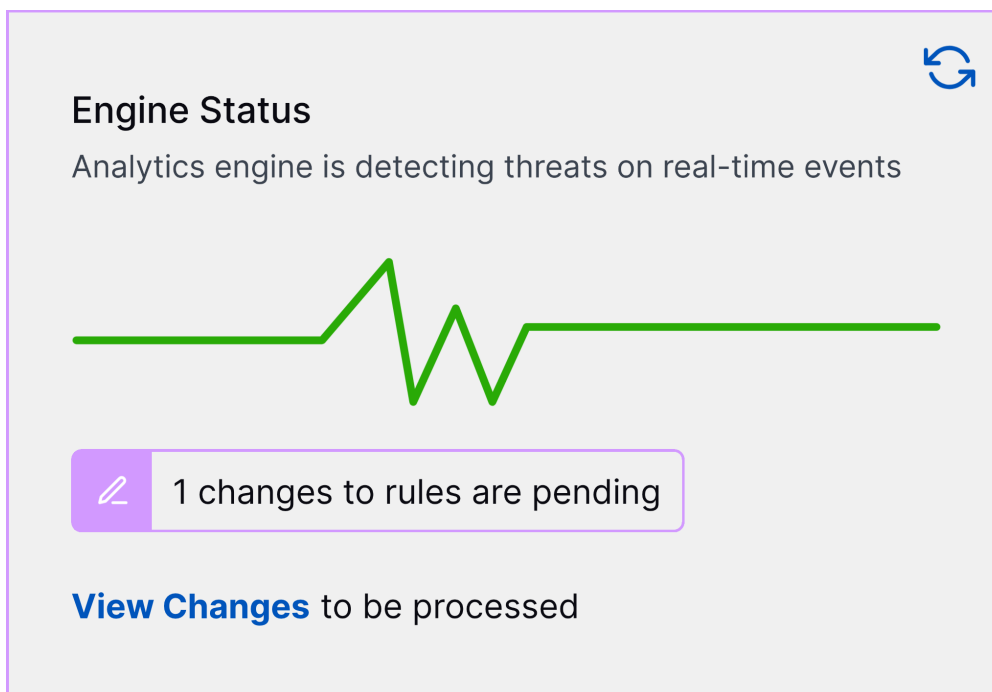 Engine Status
Analytics engine is detecting threats on real-time events
1 changes to rules are pending
View Changes to be processed